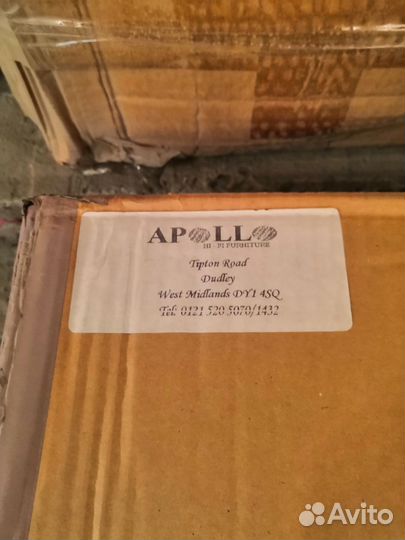 APOLLO
HI-FI FURNITURE
Tipton Road
Dudley
West Midlands DY1 4SQ
Tel: 0121 520 5070/1432
Avito